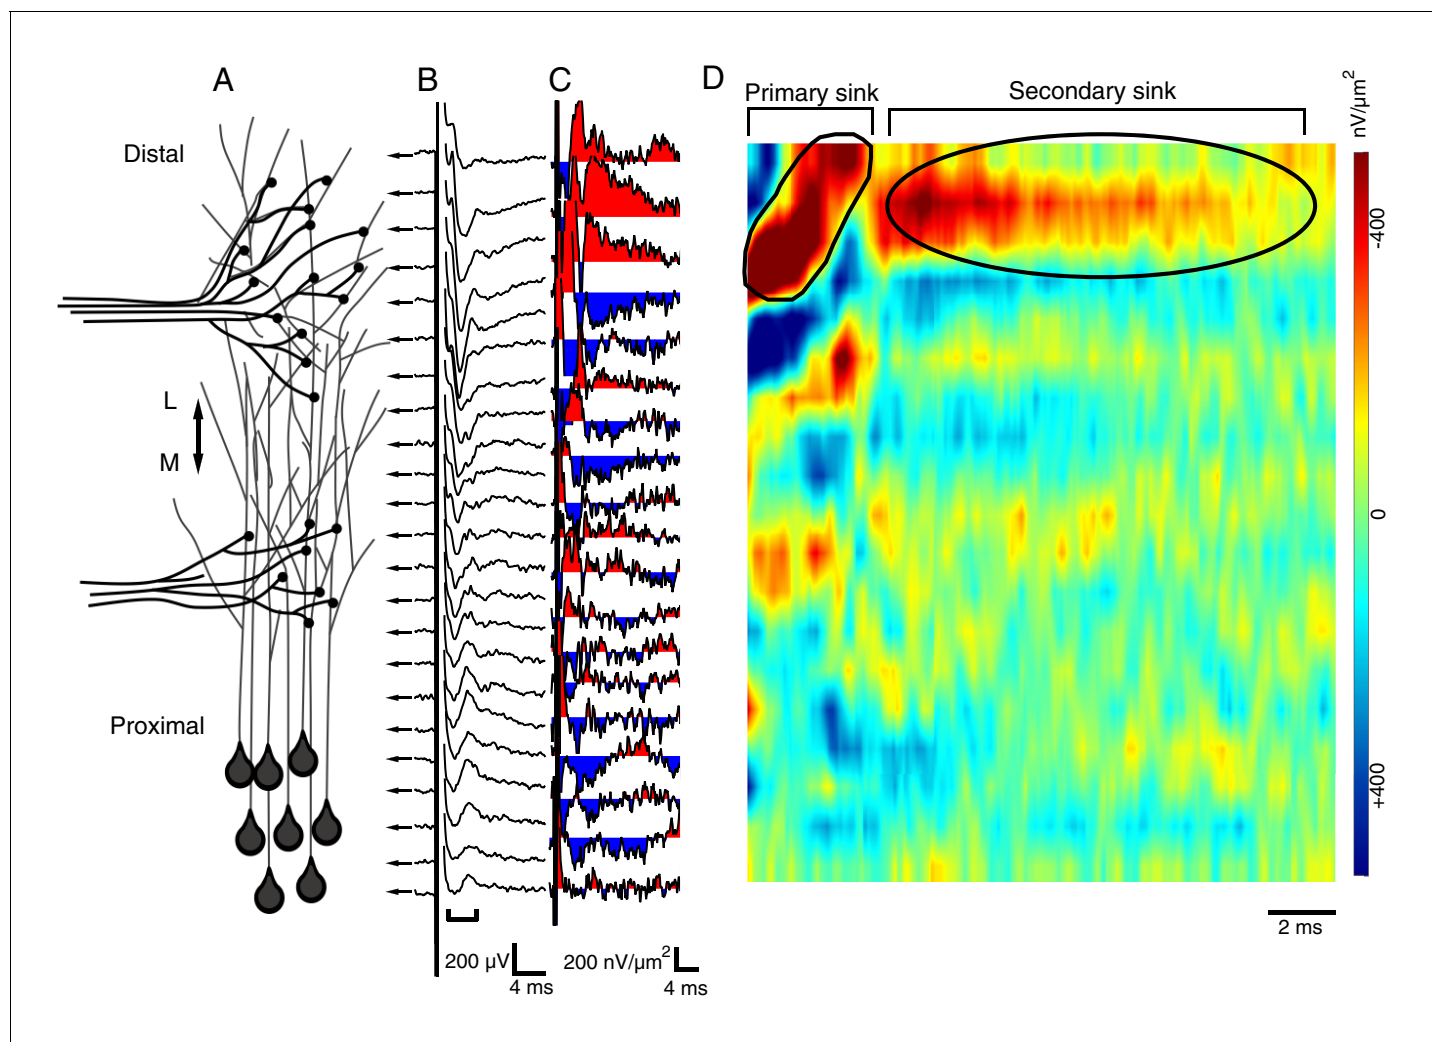 A
B
C
D
Primary sink
Secondary sink
nV/µm²
Distal
-400
L
M
0
Proximal
+400
200 µV
4 ms
200 nV/µm²
4 ms
2 ms